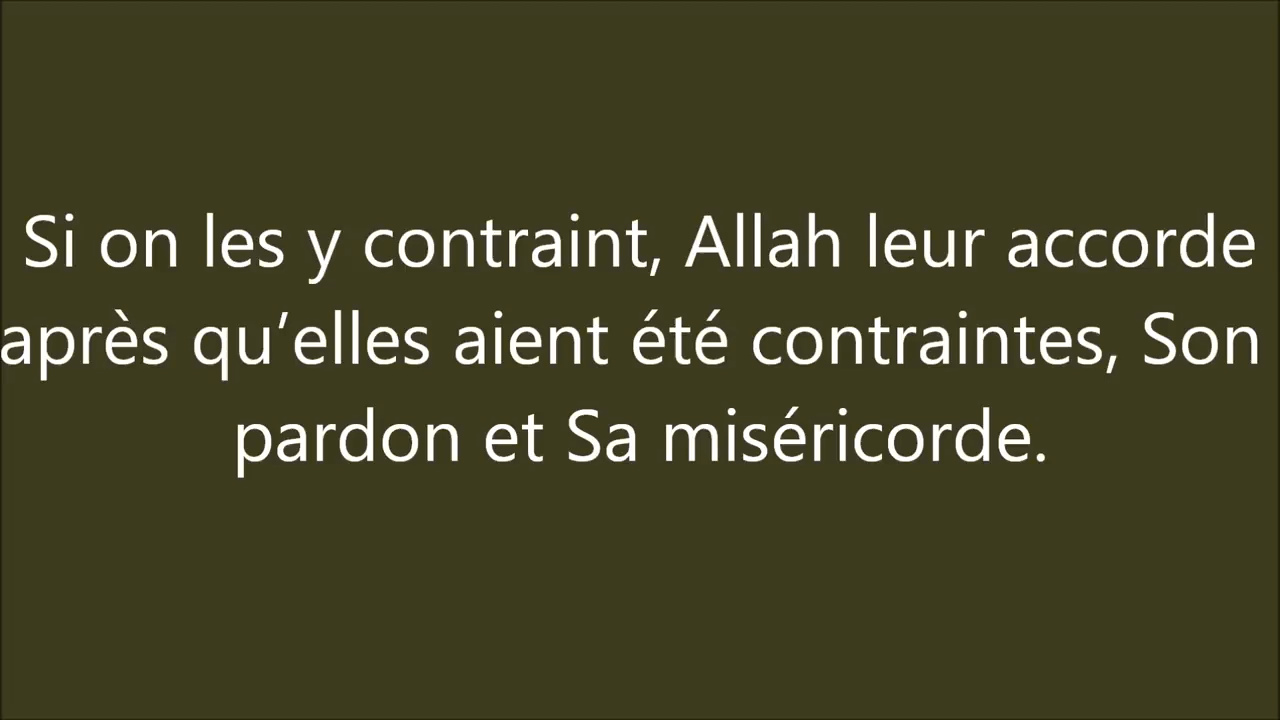 Si on les y contraint, Allah leur accorde
après qu’elles aient été contraintes, Son
pardon et Sa miséricorde.